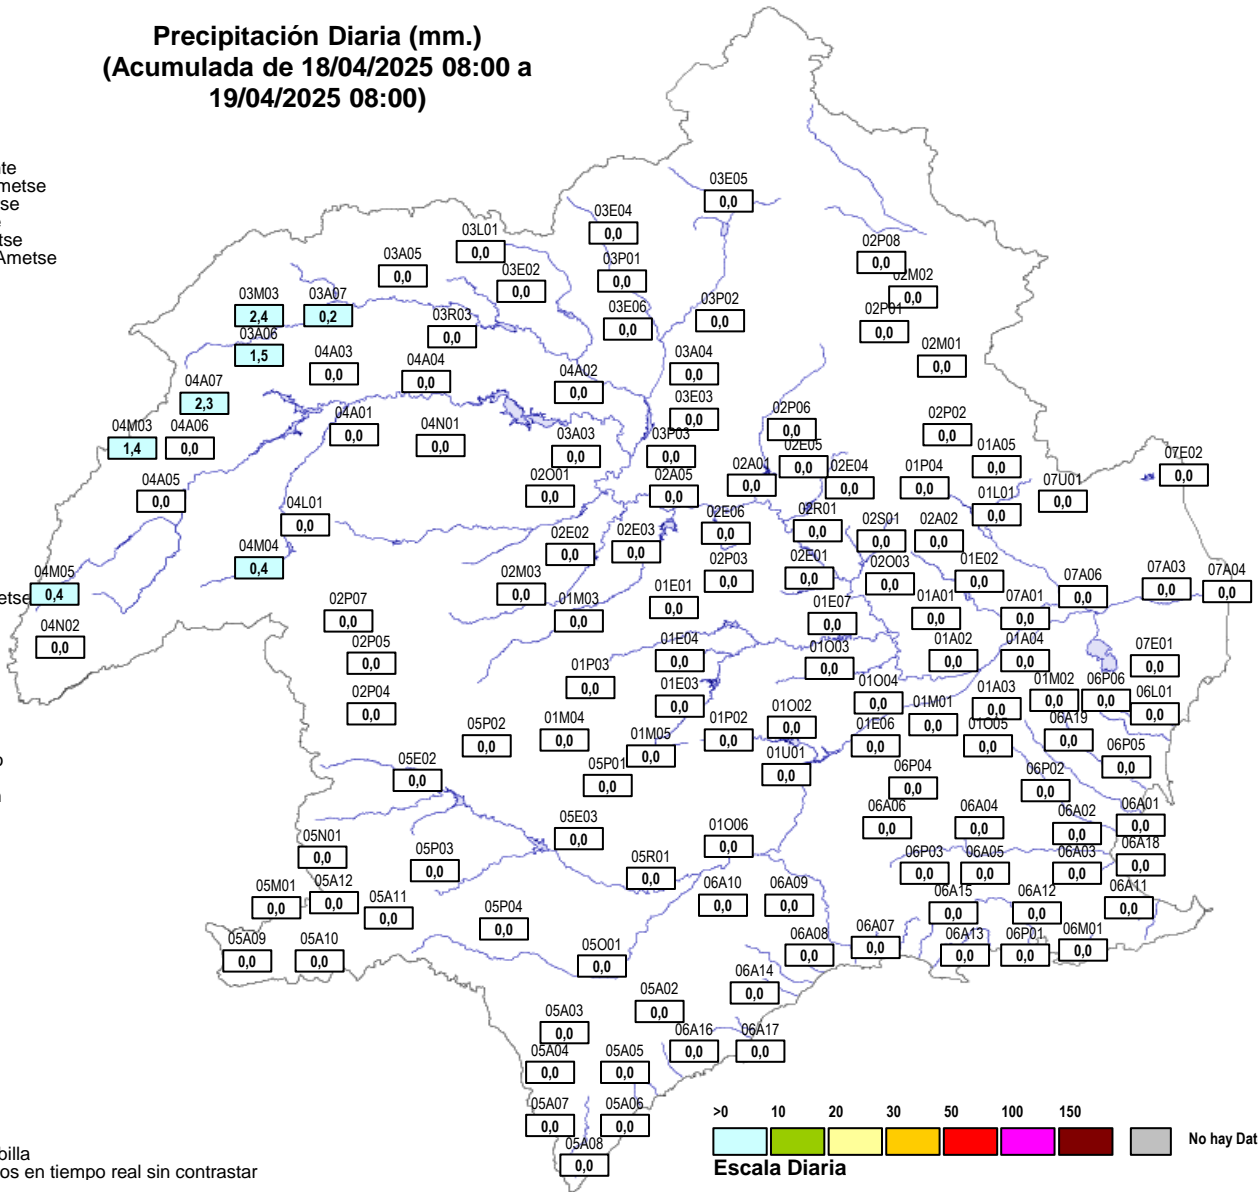 Precipitación Diaria (mm.)
(Acumulada de 18/04/2025 08:00 a
19/04/2025 08:00)
03E05
0,0
03E04
0,0
03L01
0,0
03A05
0,0
03E02
0,0
03P01
0,0
02P08
0,0
02M02
0,0
03M03
2,4
03A07
0,2
03R03
0,0
03E06
0,0
03P02
0,0
02P01
0,0
03A06
1,5
04A03
0,0
04A04
0,0
04A02
0,0
03A04
0,0
02M01
0,0
04A07
2,3
03E03
0,0
04M03
1,4
04A06
0,0
04A01
0,0
04N01
0,0
03A03
0,0
03P03
0,0
02P06
0,0
02P02
0,0
02E05
0,0
01A05
0,0
07E02
0,0
04A05
0,0
02O01
0,0
02A05
0,0
02A01
0,0
02E04
0,0
01P04
0,0
07U01
0,0
04L01
0,0
01L01
0,0
02E02
0,0
02E03
0,0
02E06
0,0
02R01
0,0
02S01
0,0
02A02
0,0
04M04
0,4
04M05
0,4
02M03
0,0
02P03
0,0
02E01
0,0
02O03
0,0
01E02
0,0
07A06
0,0
07A03
0,0
07A04
0,0
02P07
0,0
01M03
0,0
01E01
0,0
01E07
0,0
01A01
0,0
07A01
0,0
04N02
0,0
02P05
0,0
01E04
0,0
01O03
0,0
01A02
0,0
01A04
0,0
07E01
0,0
02P04
0,0
01P03
0,0
01E03
0,0
01O04
0,0
01A03
0,0
01M02
0,0
06P06
0,0
06L01
0,0
05P02
0,0
01M04
0,0
01M05
0,0
01P02
0,0
01O02
0,0
01E06
0,0
01M01
0,0
01O05
0,0
06A19
0,0
05E02
0,0
05P01
0,0
01U01
0,0
06P04
0,0
06P02
0,0
06P05
0,0
05N01
0,0
05E03
0,0
01O06
0,0
06A06
0,0
06A04
0,0
06A02
0,0
06A01
0,0
05P03
0,0
05R01
0,0
06P03
0,0
06A05
0,0
06A03
0,0
06A18
0,0
05M01
0,0
05A12
0,0
05A11
0,0
06A10
0,0
06A09
0,0
06A15
0,0
06A12
0,0
06A11
0,0
05A09
0,0
05A10
0,0
05P04
0,0
05O01
0,0
06A08
0,0
06A07
0,0
06A13
0,0
06P01
0,0
06M01
0,0
06A14
0,0
05A03
0,0
05A02
0,0
06A16
0,0
06A17
0,0
05A04
0,0
05A05
0,0
05A07
0,0
05A06
0,0
05A08
0,0
>0 10 20 30 50 100 150
No hay Dat
Escala Diaria
billa
os en tiempo real sin contrastar